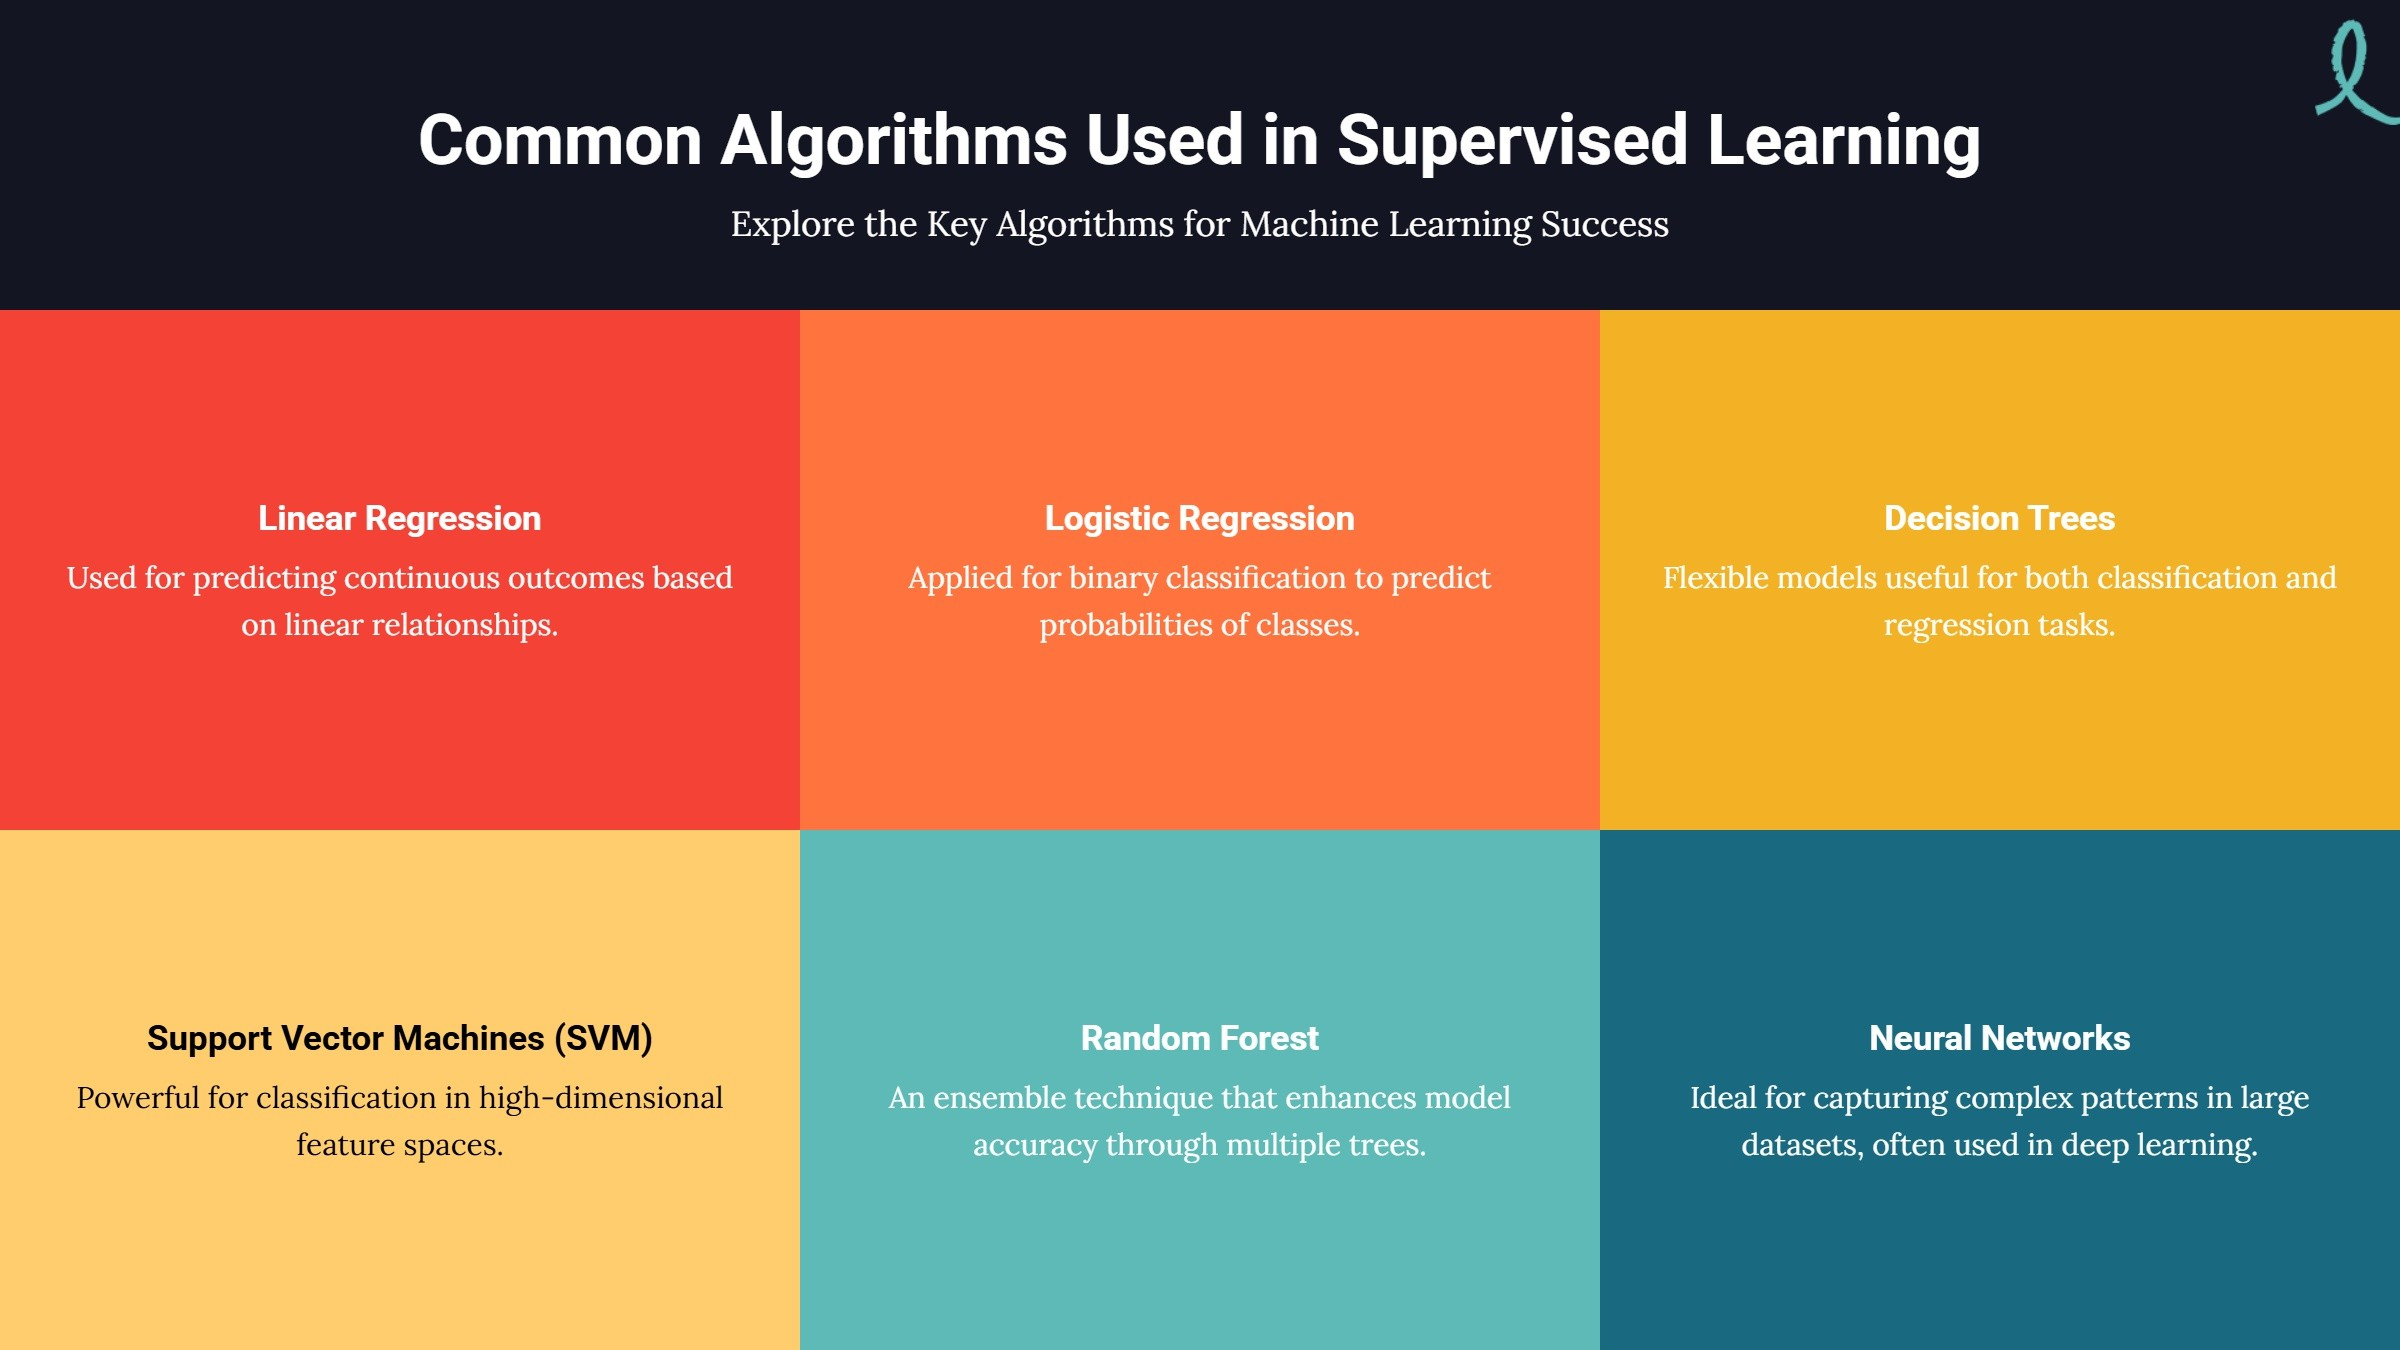 Common Algorithms Used in Supervised Learning
Explore the Key Algorithms for Machine Learning Success
Linear Regression
Used for predicting continuous outcomes based
on linear relationships.
Logistic Regression
Applied for binary classification to predict
probabilities of classes.
Decision Trees
Flexible models useful for both classification and
regression tasks.
Support Vector Machines (SVM)
Powerful for classification in high-dimensional
feature spaces.
Random Forest
An ensemble technique that enhances model
accuracy through multiple trees.
Neural Networks
Ideal for capturing complex patterns in large
datasets, often used in deep learning.